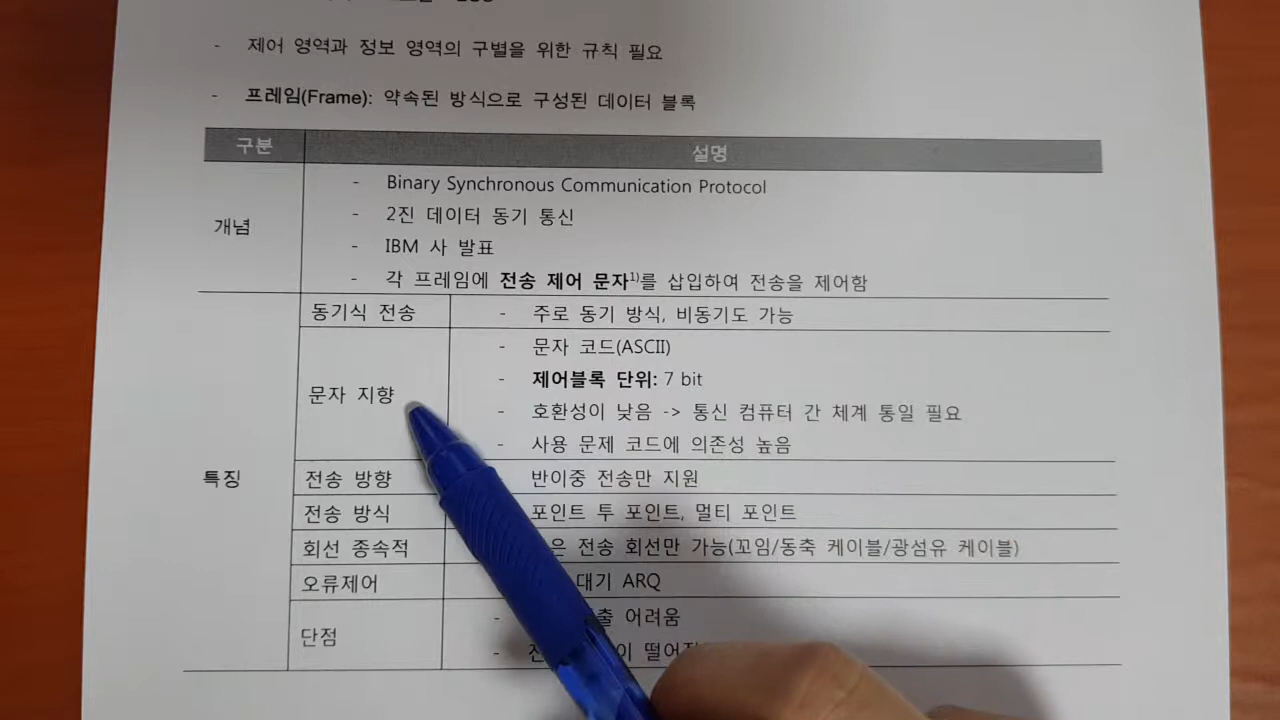 - 제어 영역과 정보 영역의 구별을 위한 규칙 필요
- 프레임(Frame): 약속된 방식으로 구성된 데이터 블록
구분 설명
개념
- Binary Synchronous Communication Protocol
- 2진 데이터 동기 통신
- IBM 사 발표
- 각 프레임에 전송 제어 문자1)를 삽입하여 전송을 제어함
특징
동기식 전송 - 주로 동기 방식, 비동기도 가능
문자 지향
- 문자 코드(ASCII)
- 제어블록 단위: 7 bit
- 호환성이 낮음 -> 통신 컴퓨터 간 체계 통일 필요
- 사용 문제 코드에 의존성 높음
전송 방향 반이중 전송만 지원
전송 방식 포인트 투 포인트, 멀티 포인트
회선 종속적 전송 회선만 가능(꼬임/동축 케이블/광섬유 케이블)
오류제어 대기 ARQ
단점
- 어려움
-